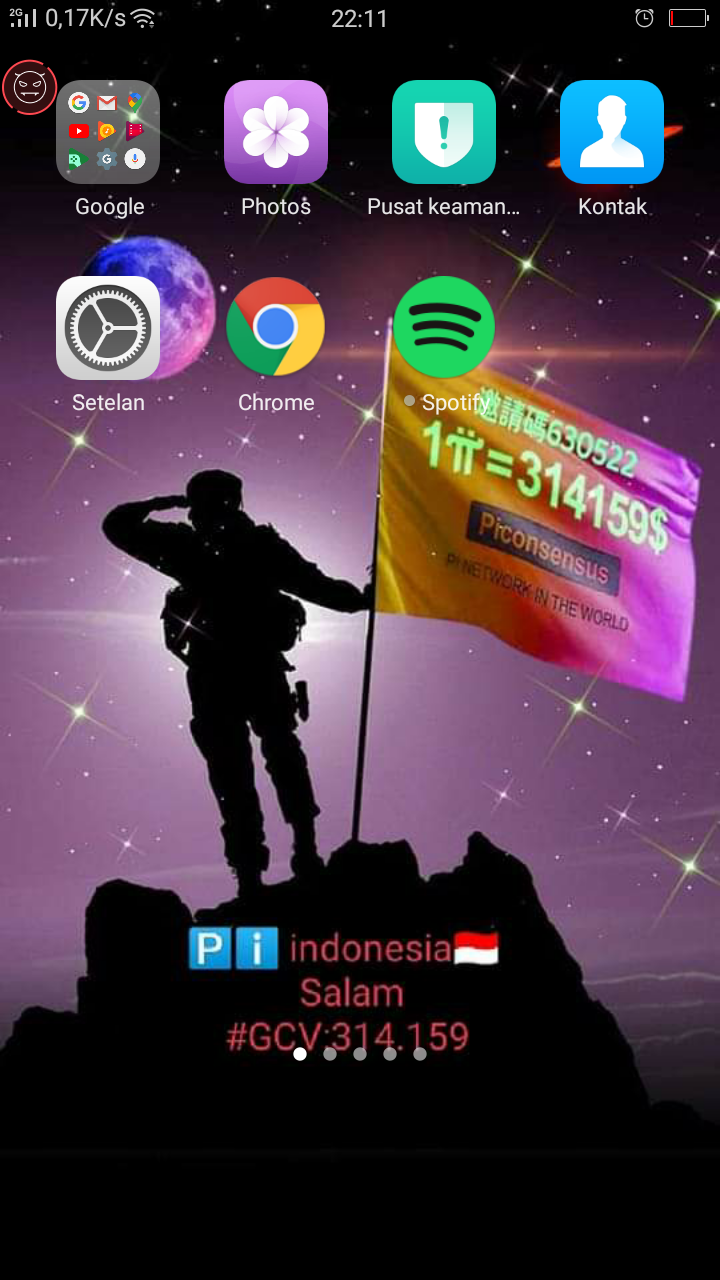 2G 0,17K/s 22:11
Google Photos Pusat keaman... Kontak
Setelan Chrome Spotify
邀請碼630522
1π=314159$
Piconsensus
PI NETWORK IN THE WORLD
🅿️ℹ️ indonesia🇮🇩
Salam
#GCV:314.159